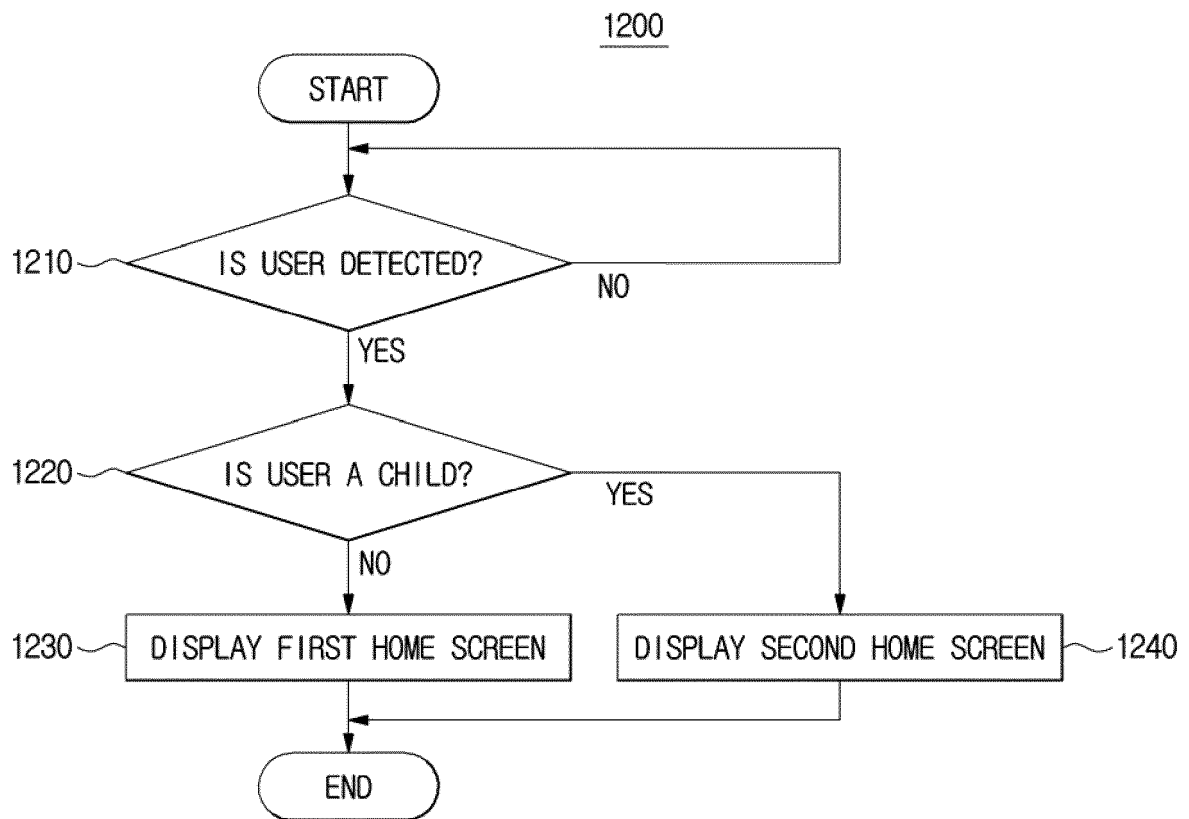 1200
START
1210
IS USER DETECTED?
NO
YES
1220
IS USER A CHILD?
YES
NO
1230
DISPLAY FIRST HOME SCREEN
DISPLAY SECOND HOME SCREEN
1240
END